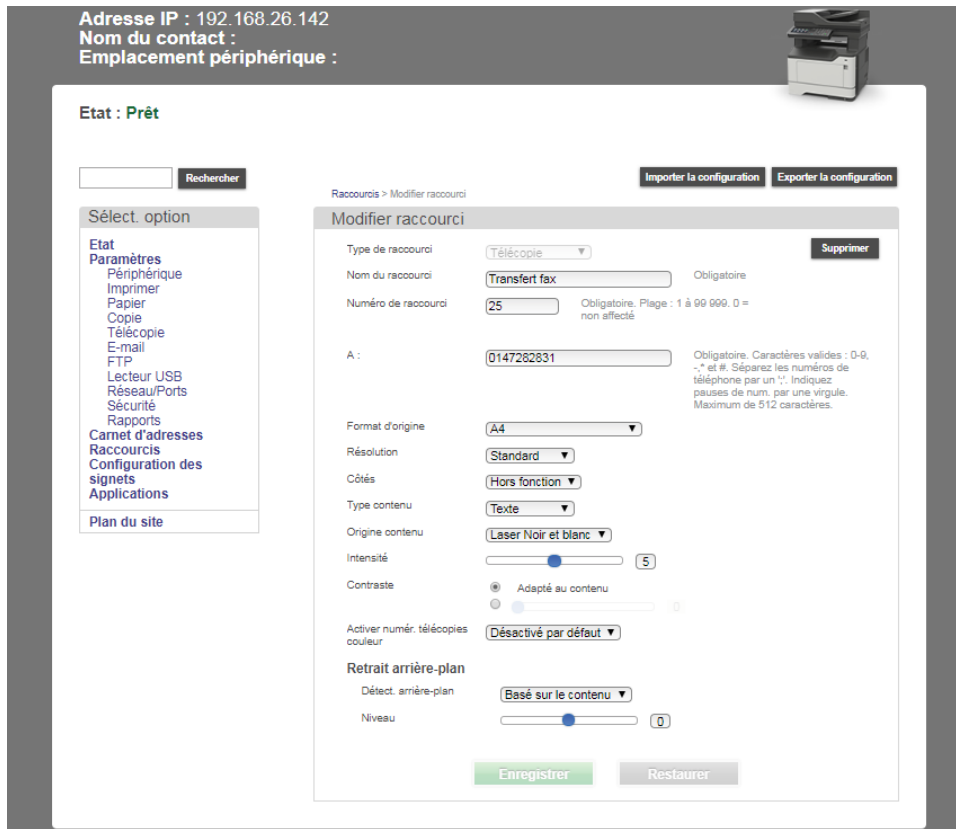 Adresse IP : 192.168.26.142
Nom du contact :
Emplacement périphérique :
Etat : Prêt
Rechercher
Importer la configuration
Exporter la configuration
Raccourcis > Modifier raccourci
Sélect. option
Etat
Paramètres
Périphérique
Imprimer
Papier
Copie
Télécopie
E-mail
FTP
Lecteur USB
Réseau/Ports
Sécurité
Rapports
Carnet d'adresses
Raccourcis
Configuration des
signets
Applications
Plan du site
Modifier raccourci
Type de raccourci Télécopie Supprimer
Nom du raccourci Transfert fax Obligatoire
Numéro de raccourci 25 Obligatoire. Plage : 1 à 99 999. 0 =
non affecté
A : 0147282831 Obligatoire. Caractères valides : 0-9,
-,* et #. Séparez les numéros de
téléphone par un ';'. Indiquez
pauses de num. par une virgule.
Maximum de 512 caractères.
Format d'origine A4
Résolution Standard
Côtés Hors fonction
Type contenu Texte
Origine contenu Laser Noir et blanc
Intensité 5
Contraste Adapté au contenu
0
Activer numér. télécopies
couleur Désactivé par défaut
Retrait arrière-plan
Détect. arrière-plan Basé sur le contenu
Niveau 0
Enregistrer Restaurer